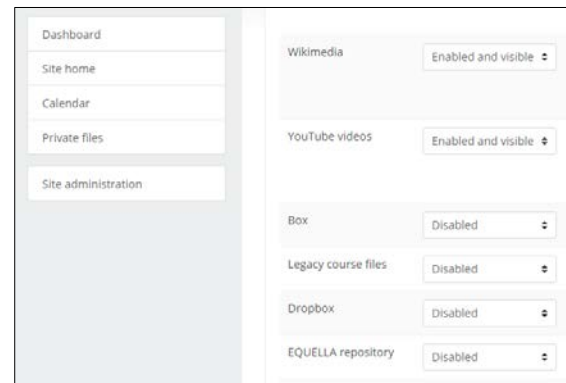 Dashboard
Site home
Calendar
Private files
Site administration
Wikimedia Enabled and visible
YouTube videos Enabled and visible
Box Disabled
Legacy course files Disabled
Dropbox Disabled
EQUELLA repository Disabled